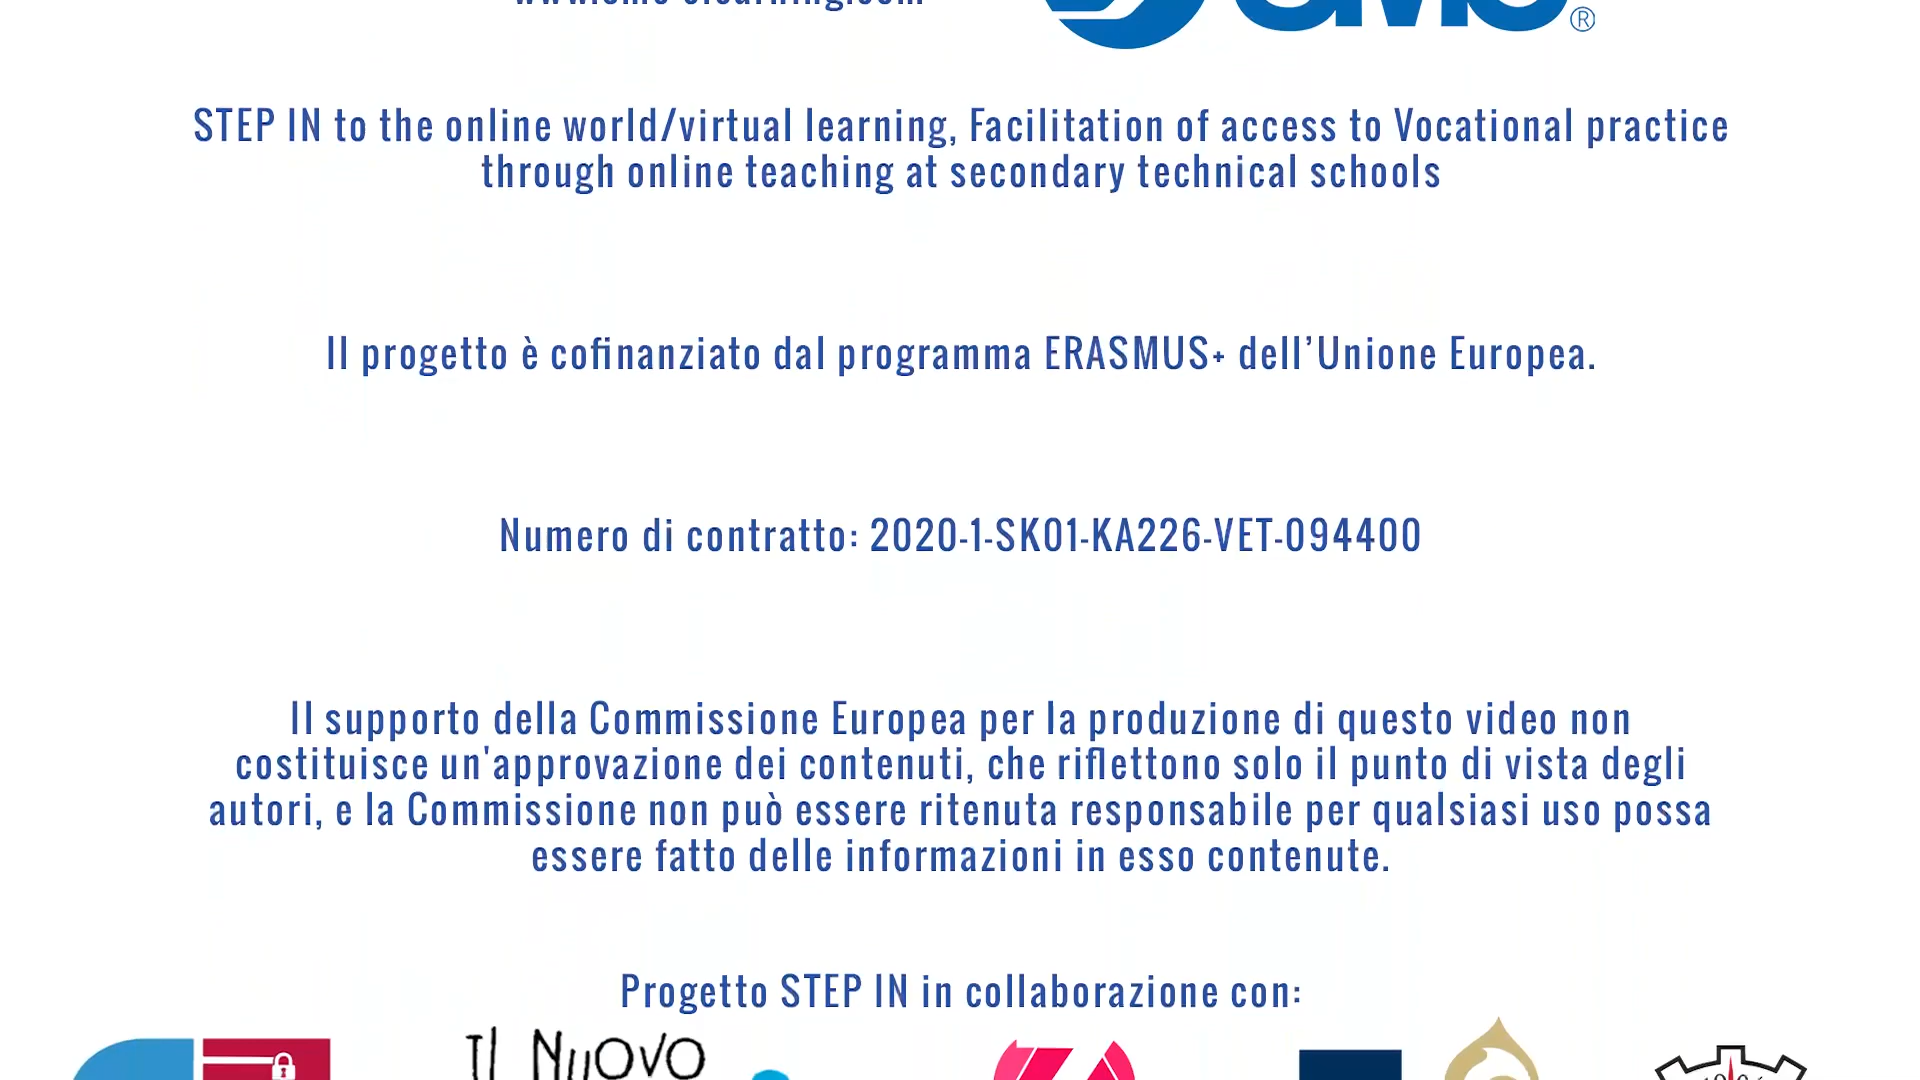 STEP IN to the online world/virtual learning, Facilitation of access to Vocational practice
through online teaching at secondary technical schools
Il progetto è cofinanziato dal programma ERASMUS+ dell’Unione Europea.
Numero di contratto: 2020-1-SK01-KA226-VET-094400
Il supporto della Commissione Europea per la produzione di questo video non
costituisce un'approvazione dei contenuti, che riflettono solo il punto di vista degli
autori, e la Commissione non può essere ritenuta responsabile per qualsiasi uso possa
essere fatto delle informazioni in esso contenute.
Progetto STEP IN in collaborazione con:
Il Nuovo